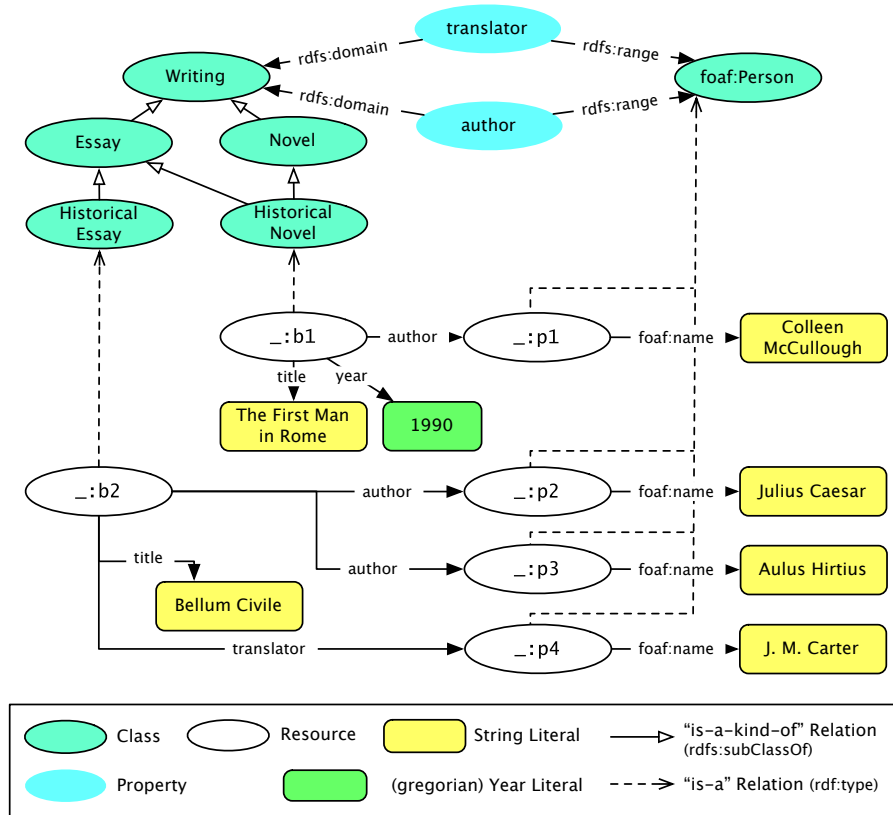 translator
rdfs:domain
rdfs:range
Writing
foaf:Person
rdfs:domain
rdfs:range
author
Essay
Novel
Historical
Essay
Historical
Novel
_:b1
author
_:p1
foaf:name
Colleen
McCullough
title
year
The First Man
in Rome
1990
_:b2
author
_:p2
foaf:name
Julius Caesar
title
author
_:p3
foaf:name
Aulus Hirtius
Bellum Civile
translator
_:p4
foaf:name
J. M. Carter
Class
Resource
String Literal
“is-a-kind-of” Relation
(rdfs:subClassOf)
Property
(gregorian) Year Literal
“is-a” Relation (rdf:type)